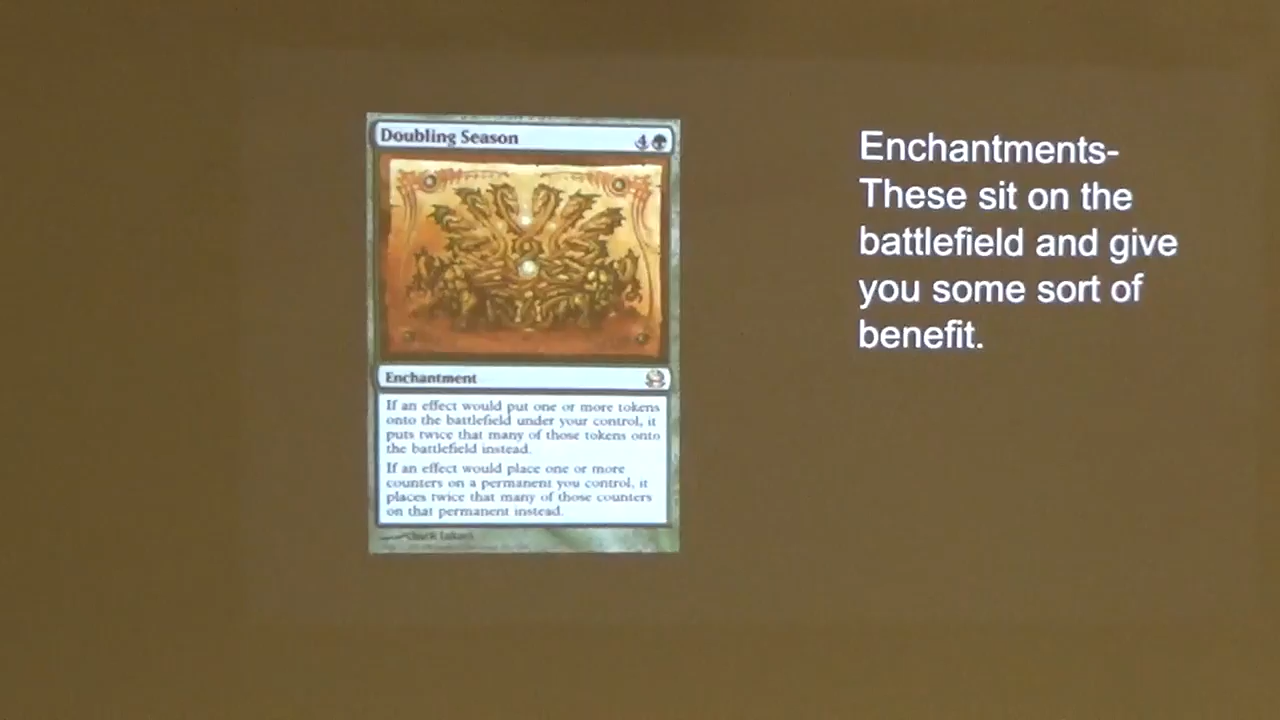 Doubling Season 4
Enchantment
If an effect would put one or more tokens
onto the battlefield under your control, it
puts twice that many of those tokens onto
the battlefield instead.
If an effect would place one or more
counters on a permanent you control, it
places twice that many of those counters
on that permanent instead.
Chuck Lukacs
Enchantments-
These sit on the
battlefield and give
you some sort of
benefit.